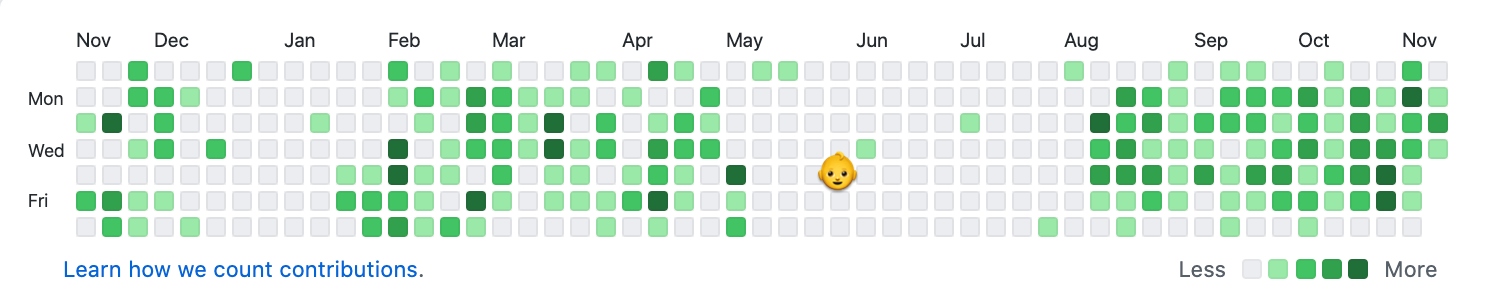 Nov Dec Jan Feb Mar Apr May Jun Jul Aug Sep Oct Nov
Mon
Wed
Fri
Learn how we count contributions. Less More